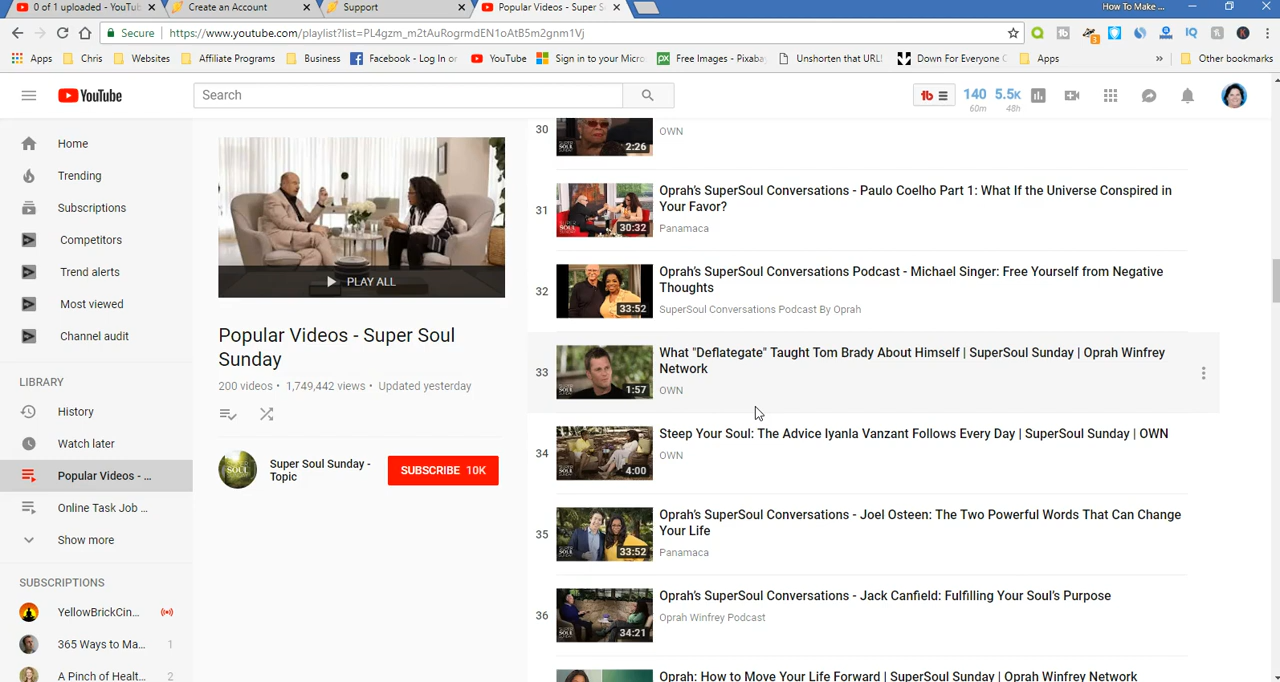 0 of 1 uploaded - YouTub
Create an Account
Support
Popular Videos - Super S
How To Make ...
Secure
https://www.youtube.com/playlist?list=PL4gzm_m2tAuRogrmdEN1oAtB5m2gnm1Vj
Apps
Chris
Websites
Affiliate Programs
Business
Facebook - Log In or
YouTube
Sign in to your Micro
Free Images - Pixaba
Unshorten that URL!
Down For Everyone O
Apps
»
Other bookmarks
YouTube
Search
140
60m
5.5K
48h
Home
Trending
Subscriptions
Competitors
Trend alerts
Most viewed
Channel audit
LIBRARY
History
Watch later
Popular Videos - ...
Online Task Job ...
Show more
SUBSCRIPTIONS
YellowBrickCin...
365 Ways to Ma...
1
A Pinch of Healt...
2
PLAY ALL
Popular Videos - Super Soul
Sunday
200 videos • 1,749,442 views • Updated yesterday
Super Soul Sunday -
Topic
SUBSCRIBE 10K
30
2:26
OWN
31
30:32
Oprah's SuperSoul Conversations - Paulo Coelho Part 1: What If the Universe Conspired in
Your Favor?
Panamaca
32
33:52
Oprah's SuperSoul Conversations Podcast - Michael Singer: Free Yourself from Negative
Thoughts
SuperSoul Conversations Podcast By Oprah
33
1:57
What "Deflategate" Taught Tom Brady About Himself | SuperSoul Sunday | Oprah Winfrey
Network
OWN
34
4:00
Steep Your Soul: The Advice Iyanla Vanzant Follows Every Day | SuperSoul Sunday | OWN
OWN
35
33:52
Oprah's SuperSoul Conversations - Joel Osteen: The Two Powerful Words That Can Change
Your Life
Panamaca
36
34:21
Oprah's SuperSoul Conversations - Jack Canfield: Fulfilling Your Soul's Purpose
Oprah Winfrey Podcast
Oprah: How to Move Your Life Forward | SuperSoul Sunday | Oprah Winfrey Network